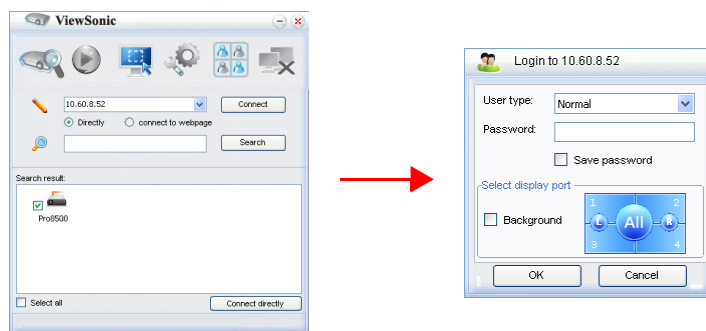 ViewSonic
10.60.8.52
Connect
Directly
connect to webpage
Search
Search result:
Pro8500
Select all
Connect directly
Login to 10.60.8.52
User type:
Normal
Password:
Save password
Select display port
Background
1 2
L All R
3 4
OK
Cancel